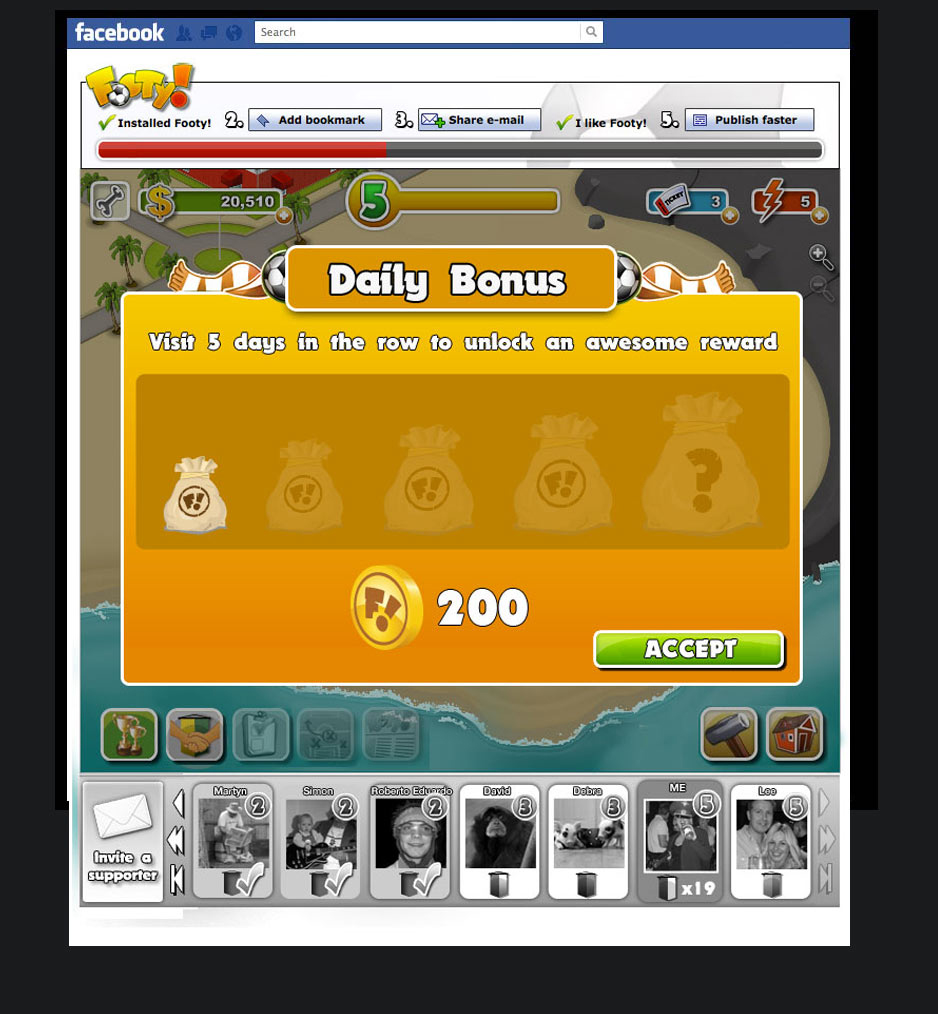 facebook
Search
Footy!
Installed Footy! 2. Add bookmark 3. Share e-mail I like Footy! 5. Publish faster
$ 20,510 5 TICKET 3 5
Daily Bonus
Visit 5 days in the row to unlock an awesome reward
F! F! F! F! ?
F! 200
ACCEPT
Martyn Simon Roberto Eduardo David Debra ME Lee
2 2 2 3 3 5 5
Invite a
supporter
x19